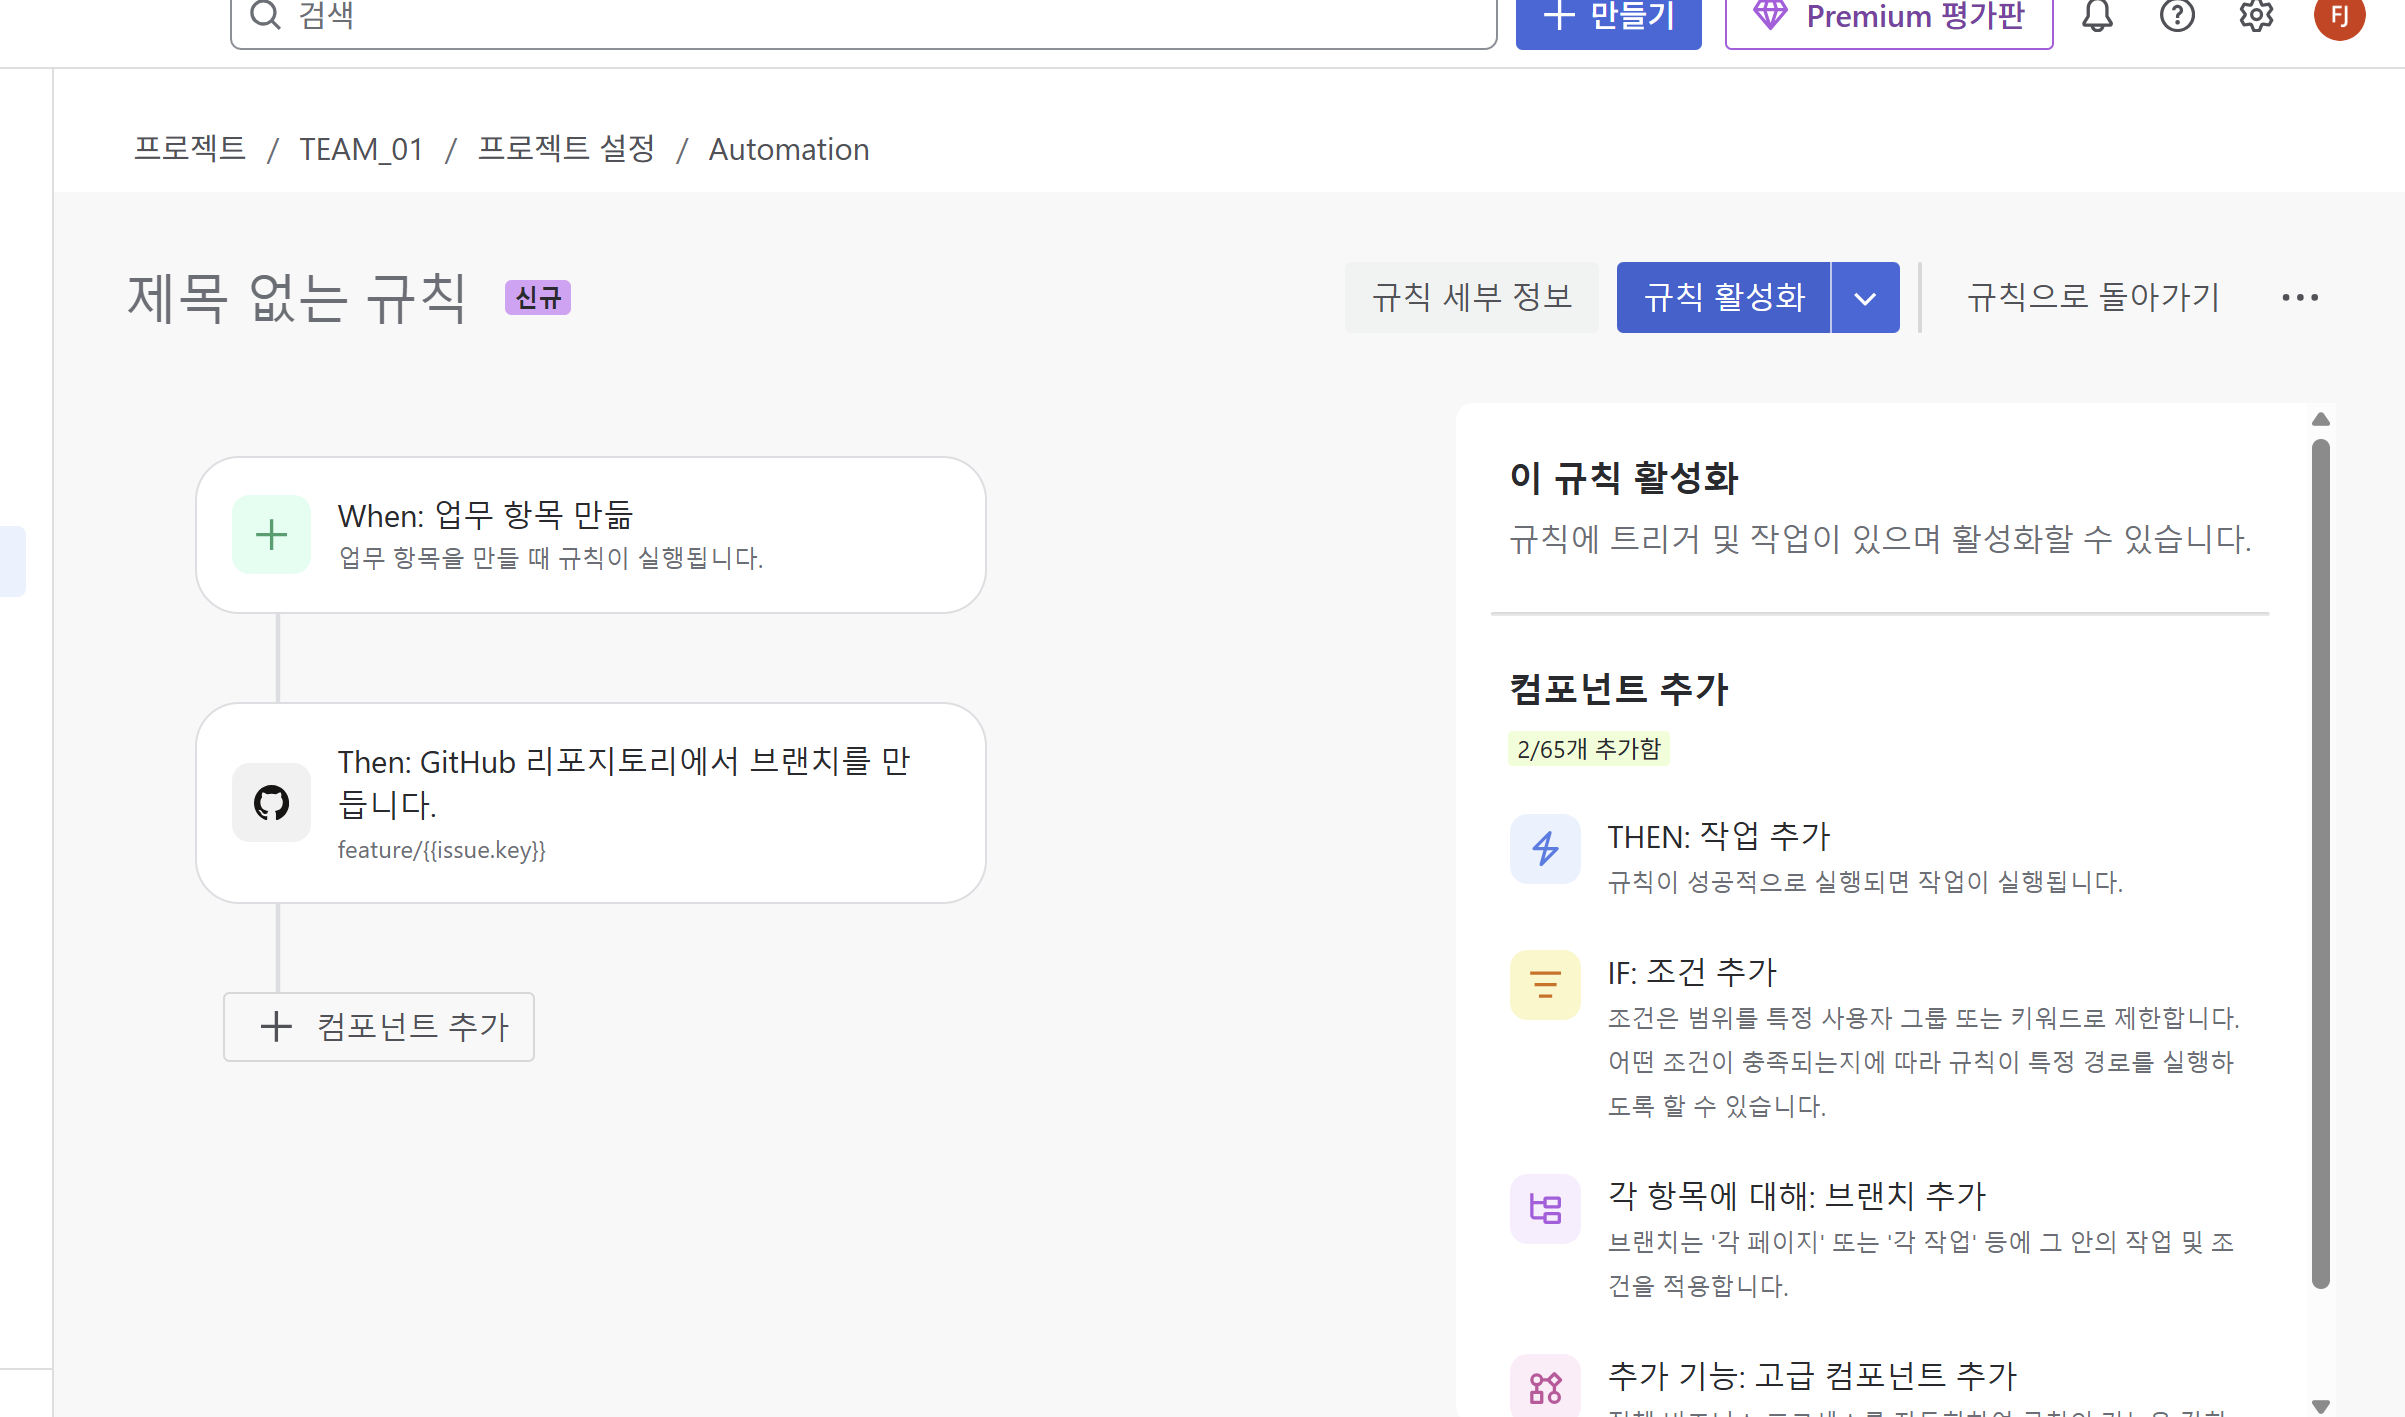 검색
만들기
Premium 평가판
FJ
프로젝트 / TEAM_01 / 프로젝트 설정 / Automation
제목 없는 규칙 신규
규칙 세부 정보
규칙 활성화
규칙으로 돌아가기
When: 업무 항목 만듦
업무 항목을 만들 때 규칙이 실행됩니다.
Then: GitHub 리포지토리에서 브랜치를 만
듭니다.
feature/{{issue.key}}
컴포넌트 추가
이 규칙 활성화
규칙에 트리거 및 작업이 있으며 활성화할 수 있습니다.
컴포넌트 추가
2/65개 추가함
THEN: 작업 추가
규칙이 성공적으로 실행되면 작업이 실행됩니다.
IF: 조건 추가
조건은 범위를 특정 사용자 그룹 또는 키워드로 제한합니다.
어떤 조건이 충족되는지에 따라 규칙이 특정 경로를 실행하
도록 할 수 있습니다.
각 항목에 대해: 브랜치 추가
브랜치는 '각 페이지' 또는 '각 작업' 등에 그 안의 작업 및 조
건을 적용합니다.
추가 기능: 고급 컴포넌트 추가